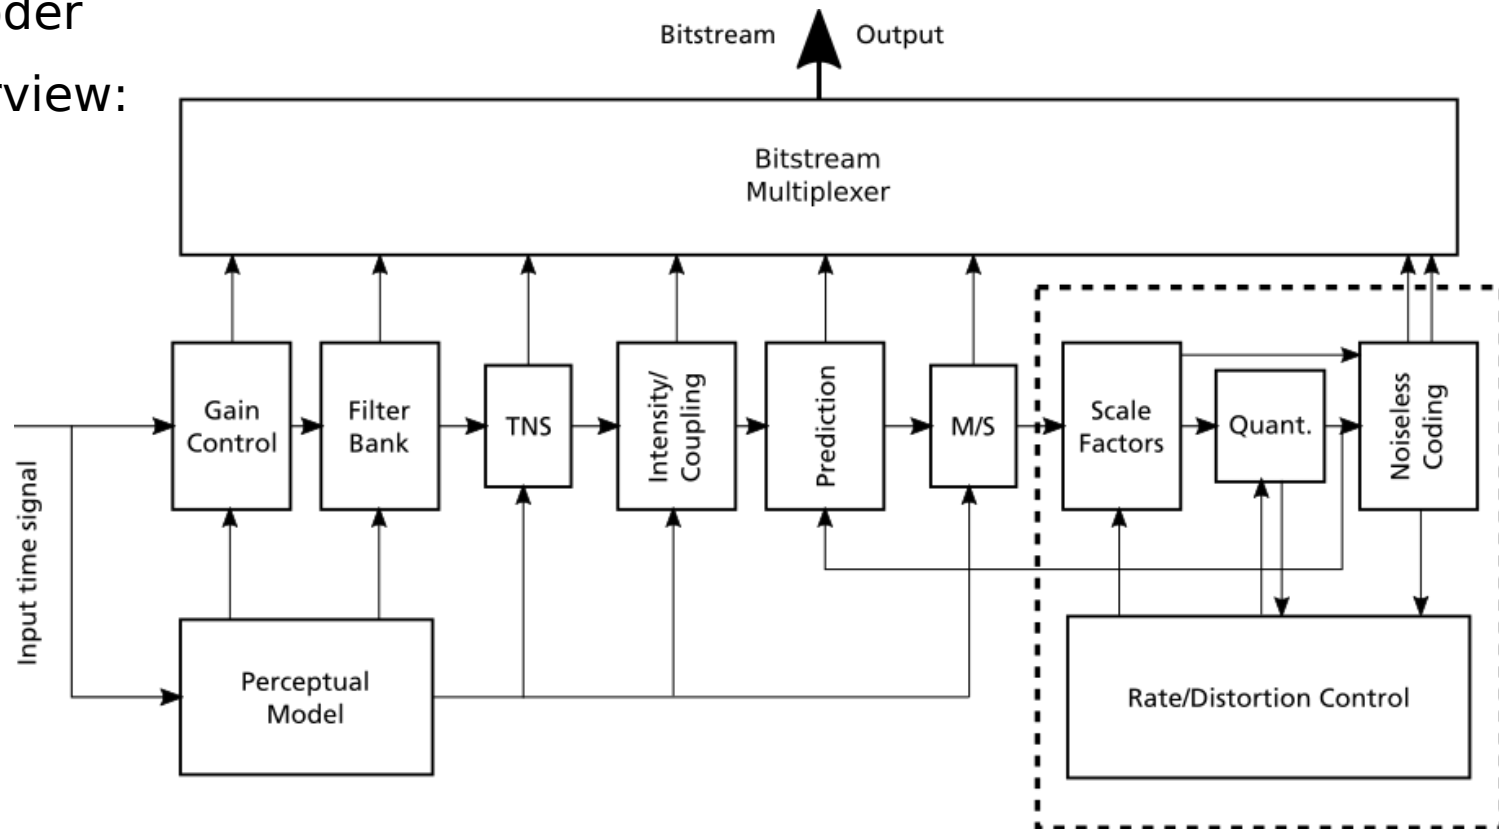 oder
rview:
Bitstream Output
Bitstream
Multiplexer
Gain
Control
Filter
Bank
TNS
Intensity/
Coupling
Prediction
M/S
Scale
Factors
Quant.
Noiseless
Coding
Input time signal
Perceptual
Model
Rate/Distortion Control